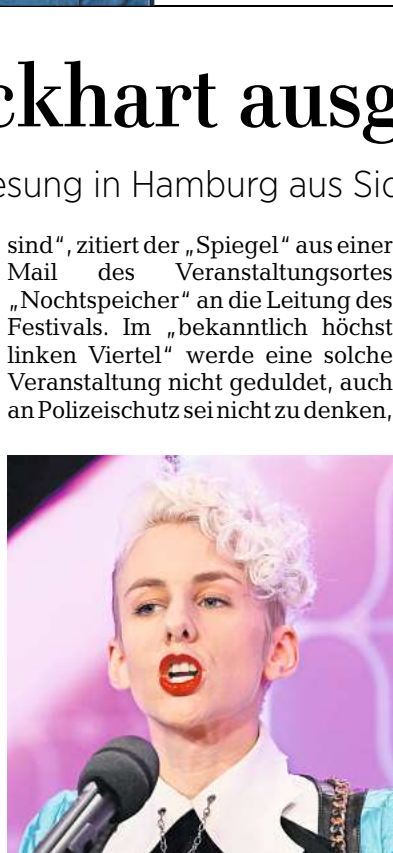 ckhart ausg
esung in Hamburg aus Sic
sind“, zitiert der „Spiegel“ aus einer
Mail des Veranstaltungsortes
„Nochtspeicher“ an die Leitung des
Festivals. Im „bekanntlich höchst
linken Viertel“ werde eine solche
Veranstaltung nicht geduldet, auch
an Polizeischutz sei nicht zu denken,